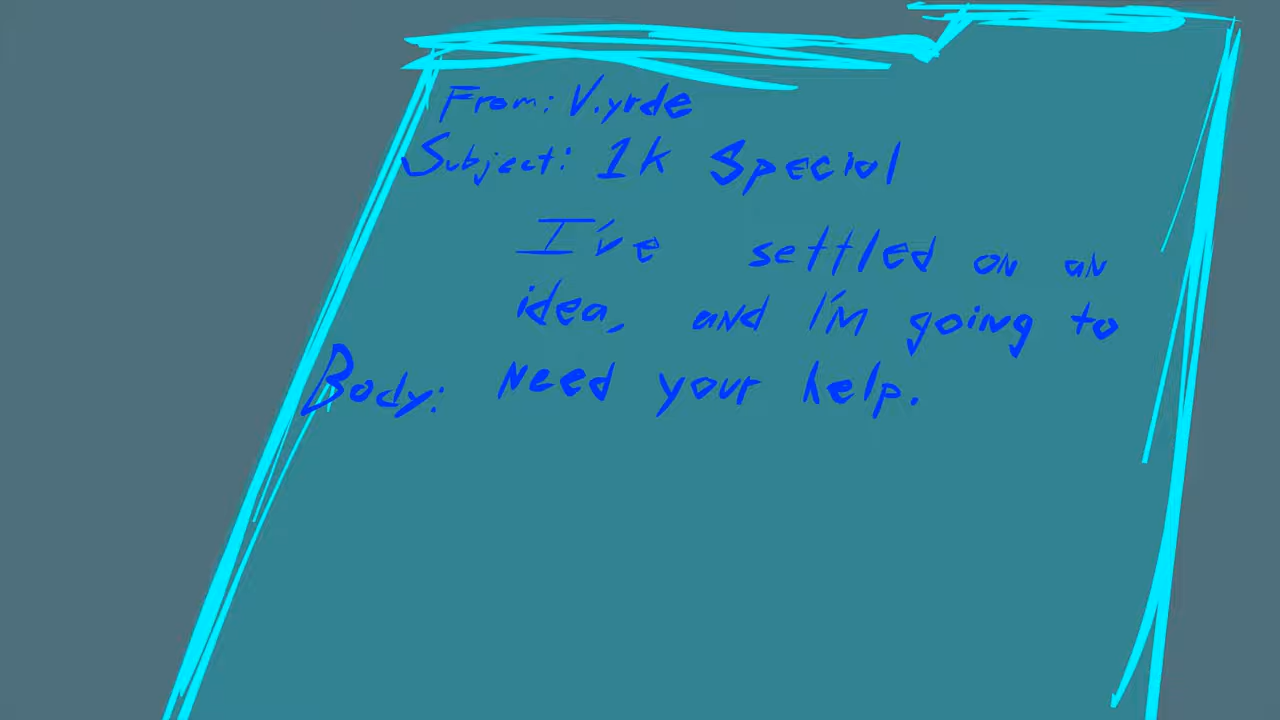 From: V.yrde
Subject: 1k Special
I've settled on an
idea, and I'm going to
Body: Need your help.